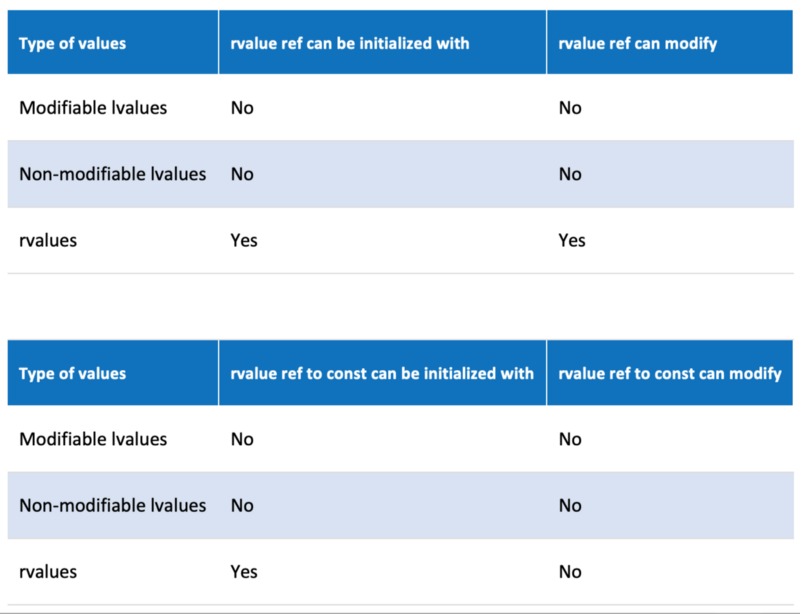 Type of values rvalue ref can be initialized with rvalue ref can modify
Modifiable lvalues No No
Non-modifiable lvalues No No
rvalues Yes Yes
Type of values rvalue ref to const can be initialized with rvalue ref to const can modify
Modifiable lvalues No No
Non-modifiable lvalues No No
rvalues Yes No